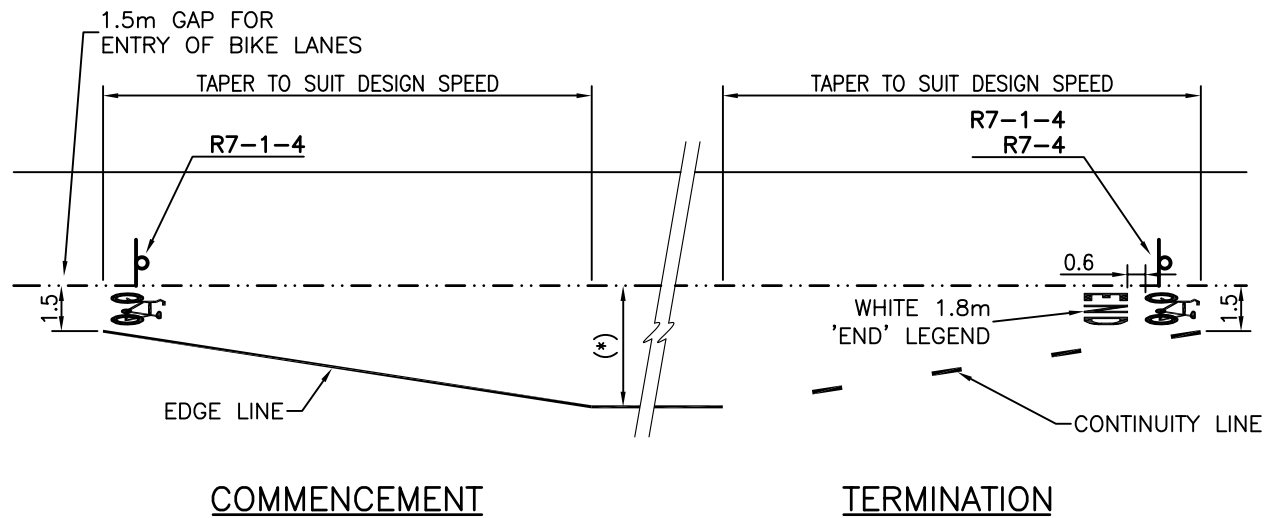 1.5m GAP FOR
ENTRY OF BIKE LANES
TAPER TO SUIT DESIGN SPEED
TAPER TO SUIT DESIGN SPEED
R7-1-4
R7-1-4
R7-4
0.6
1.5
(*)
WHITE 1.8m
'END' LEGEND
END
1.5
EDGE LINE
CONTINUITY LINE
COMMENCEMENT
TERMINATION